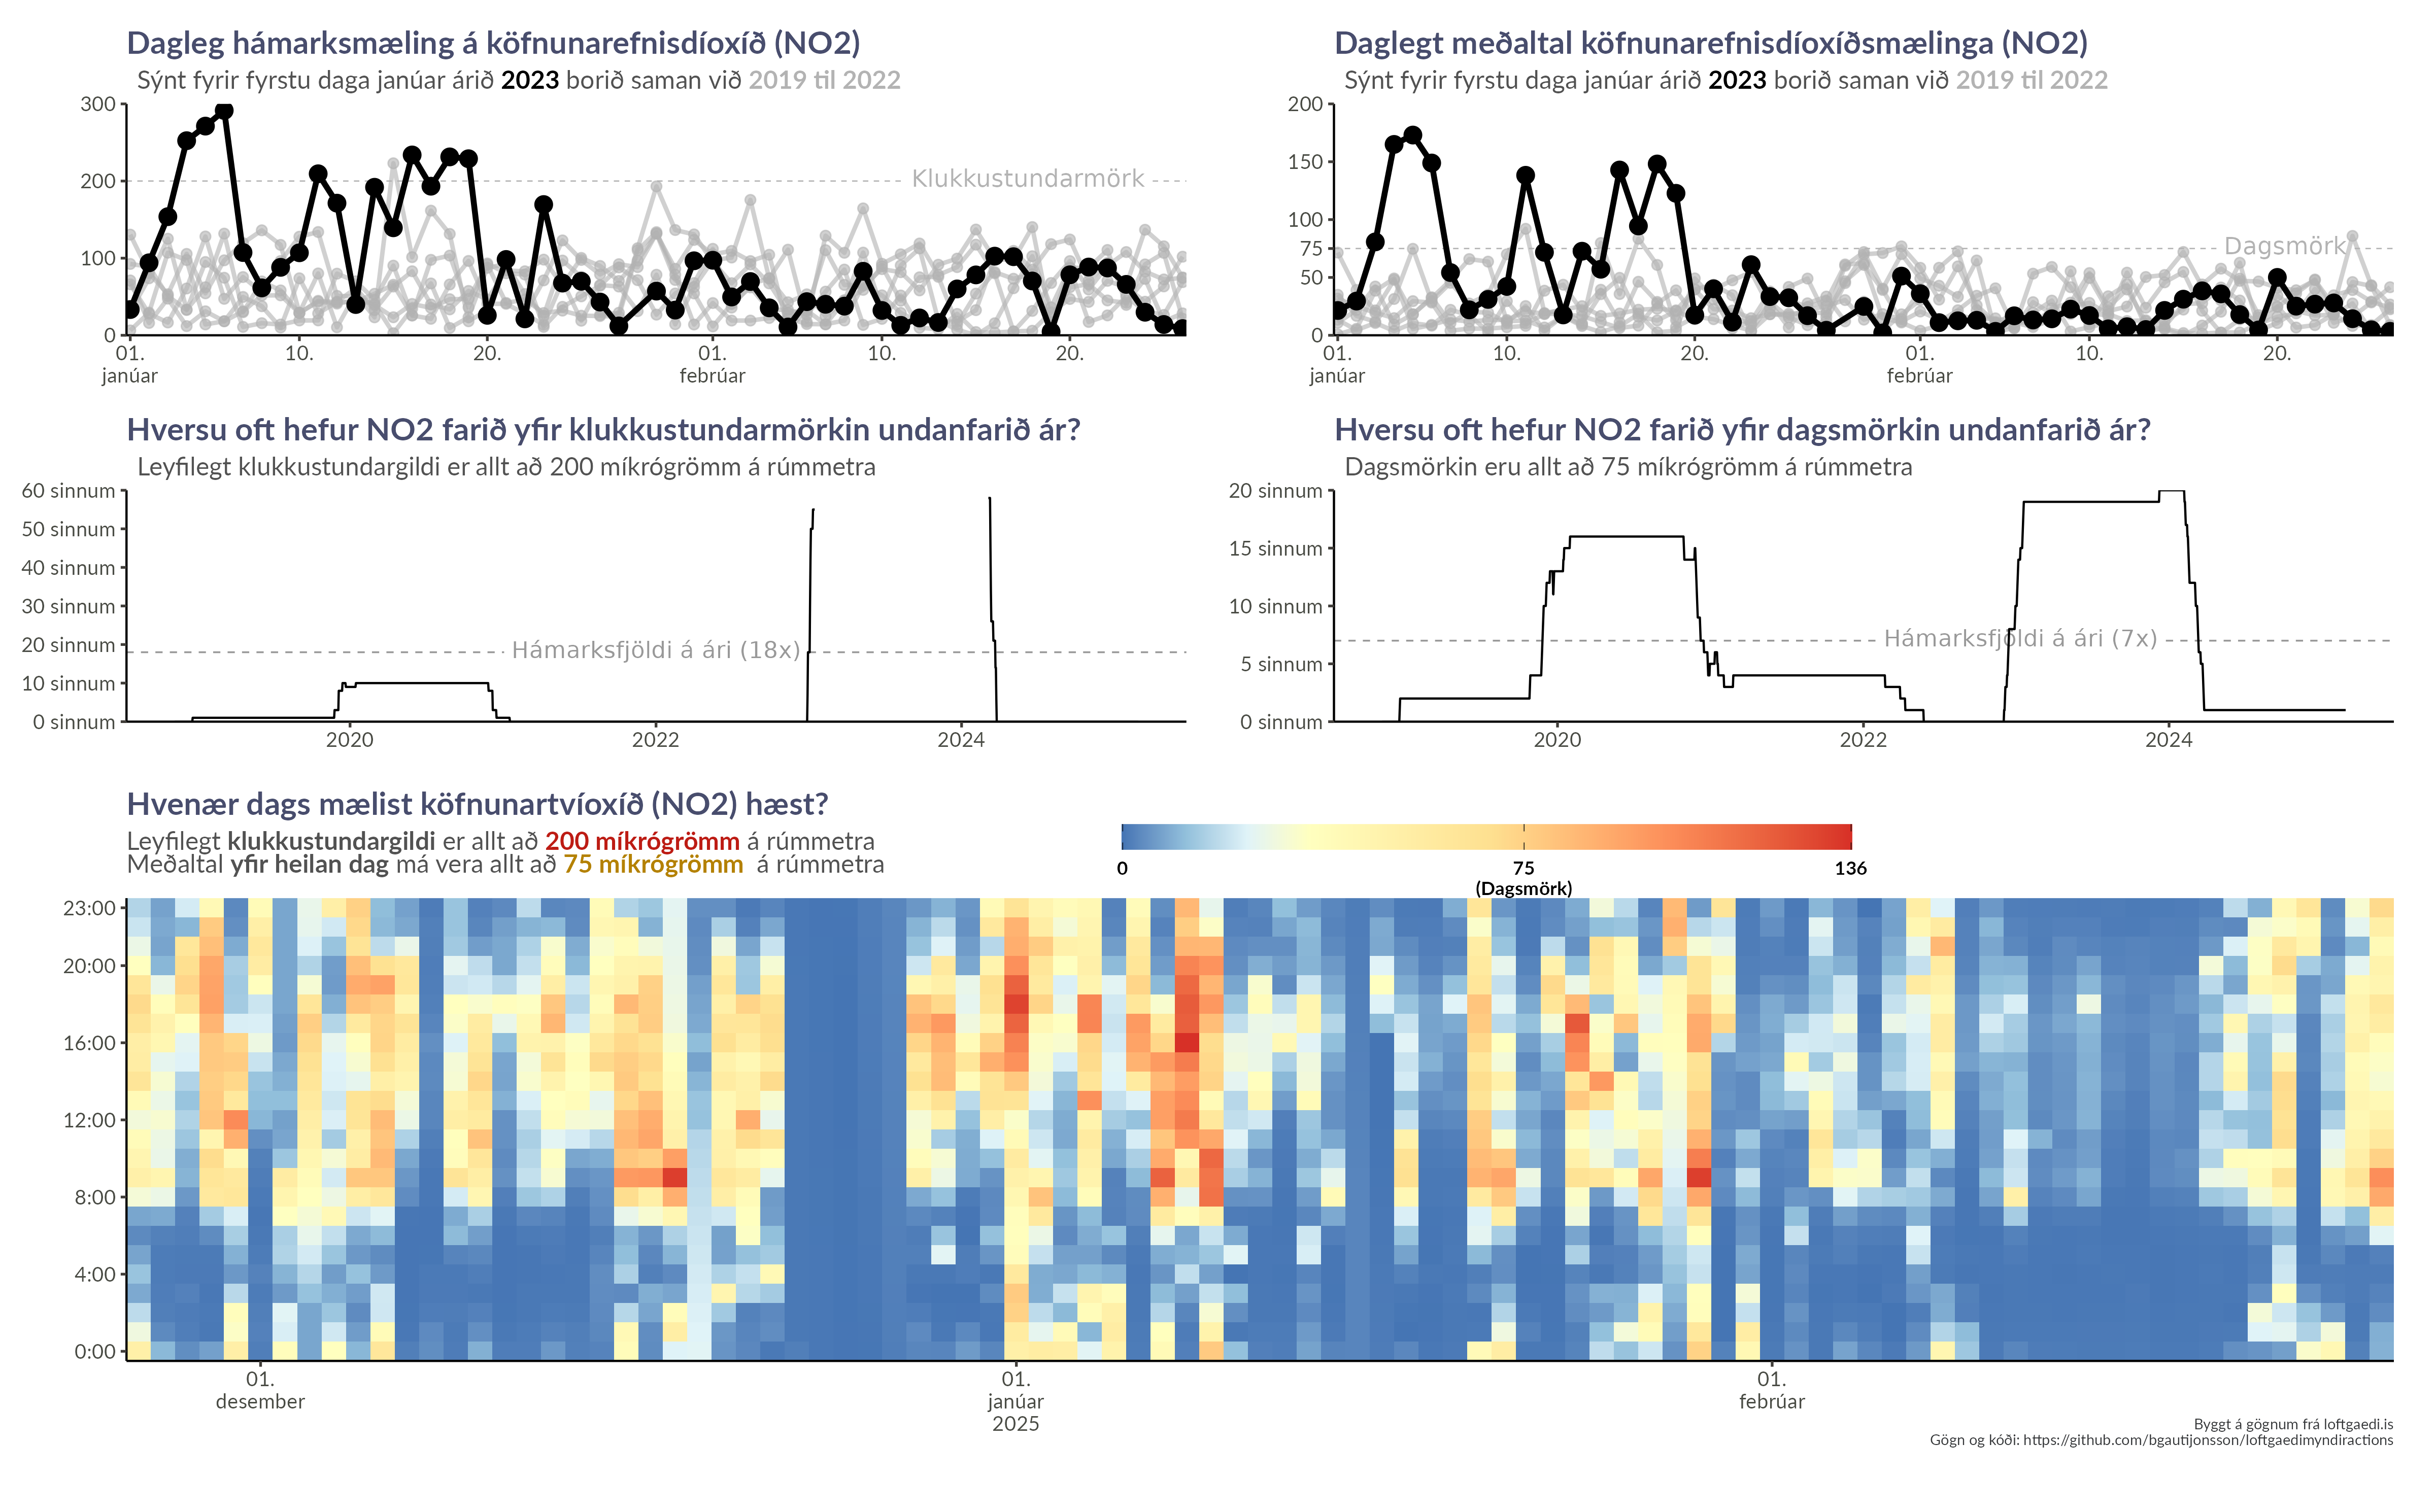 Dagleg hámarksmæling á köfnunarefnisdíoxíð (NO2)
Sýnt fyrir fyrstu daga janúar árið 2023 borið saman við 2019 til 2022
300
200
100
0
Klukkustundarmörk
01.
janúar
10.
20.
01.
febrúar
10.
20.
Daglegt meðaltal köfnunarefnisdíoxíðsmælinga (NO2)
Sýnt fyrir fyrstu daga janúar árið 2023 borið saman við 2019 til 2022
200
150
100
75
50
0
Dagsmörk
01.
janúar
10.
20.
01.
febrúar
10.
20.
Hversu oft hefur NO2 farið yfir klukkustundarmörkin undanfarið ár?
Leyfilegt klukkustundargildi er allt að 200 míkrógrömm á rúmmetra
60 sinnum
50 sinnum
40 sinnum
30 sinnum
20 sinnum
10 sinnum
0 sinnum
Hámarksfjöldi á ári (18x)
2020
2022
2024
Hversu oft hefur NO2 farið yfir dagsmörkin undanfarið ár?
Dagsmörkin eru allt að 75 míkrógrömm á rúmmetra
20 sinnum
15 sinnum
10 sinnum
5 sinnum
0 sinnum
Hámarksfjöldi á ári (7x)
2020
2022
2024
Hvenær dags mælist köfnunartvíoxíð (NO2) hæst?
Leyfilegt klukkustundargildi er allt að 200 míkrógrömm á rúmmetra
Meðaltal yfir heilan dag má vera allt að 75 míkrógrömm á rúmmetra
0
75
(Dagsmörk)
136
23:00
20:00
16:00
12:00
8:00
4:00
0:00
01.
desember
01.
janúar
2025
01.
febrúar
Byggt á gögnum frá loftgaedi.is
Gögn og kóði: https://github.com/bgautijonsson/loftgaedimyndiractions